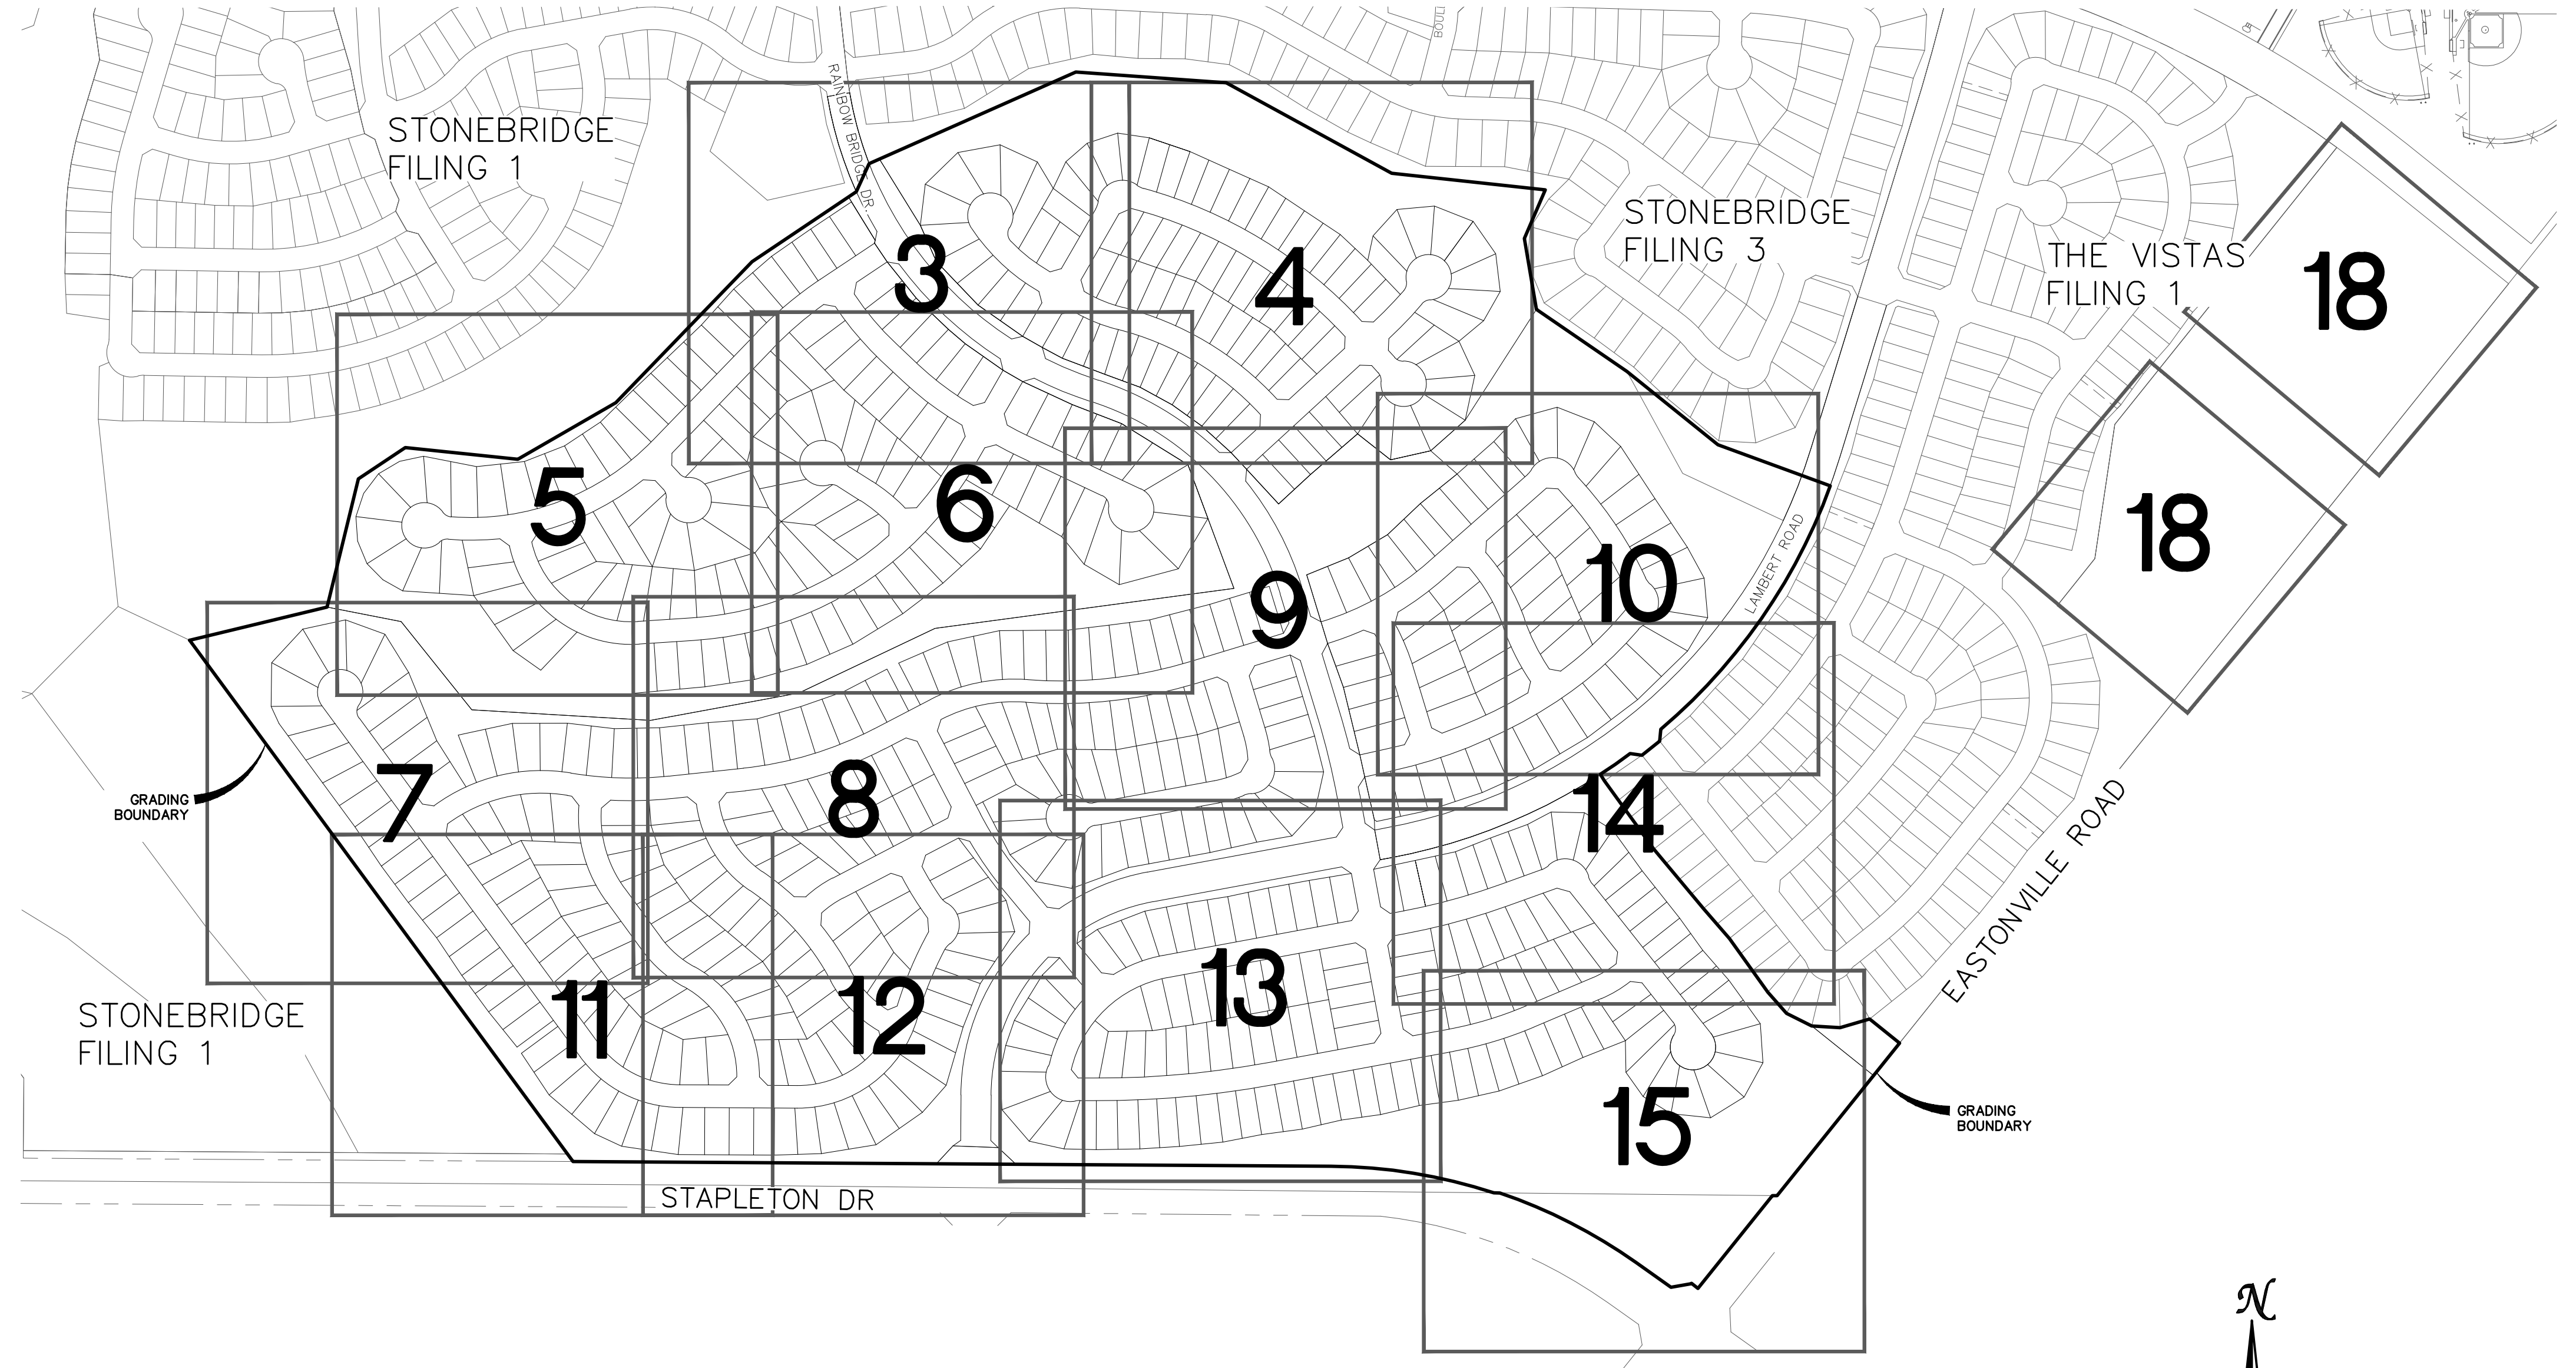 BOUL
RAINBOW BRIDGE DR.
STONEBRIDGE
FILING 1
STONEBRIDGE
FILING 3
THE VISTAS
FILING 1
3
4
18
5
6
18
9
10
LAMBERT ROAD
7
8
14
GRADING
BOUNDARY
EASTONVILLE ROAD
11
12
13
STONEBRIDGE
FILING 1
15
GRADING
BOUNDARY
STAPLETON DR
N